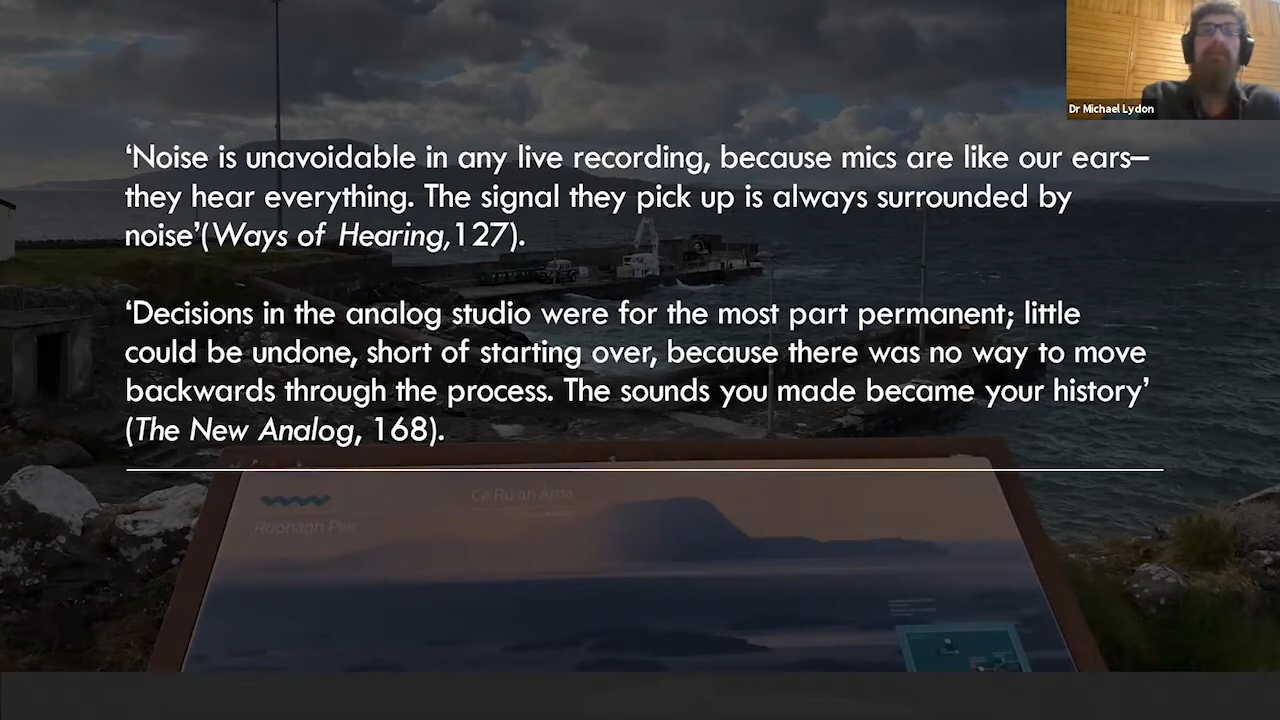 Dr Michael Lydon
‘Noise is unavoidable in any live recording, because mics are like our ears–
they hear everything. The signal they pick up is always surrounded by
noise’(Ways of Hearing,127).
‘Decisions in the analog studio were for the most part permanent; little
could be undone, short of starting over, because there was no way to move
backwards through the process. The sounds you made became your history’
(The New Analog, 168).
Roonagh Pier